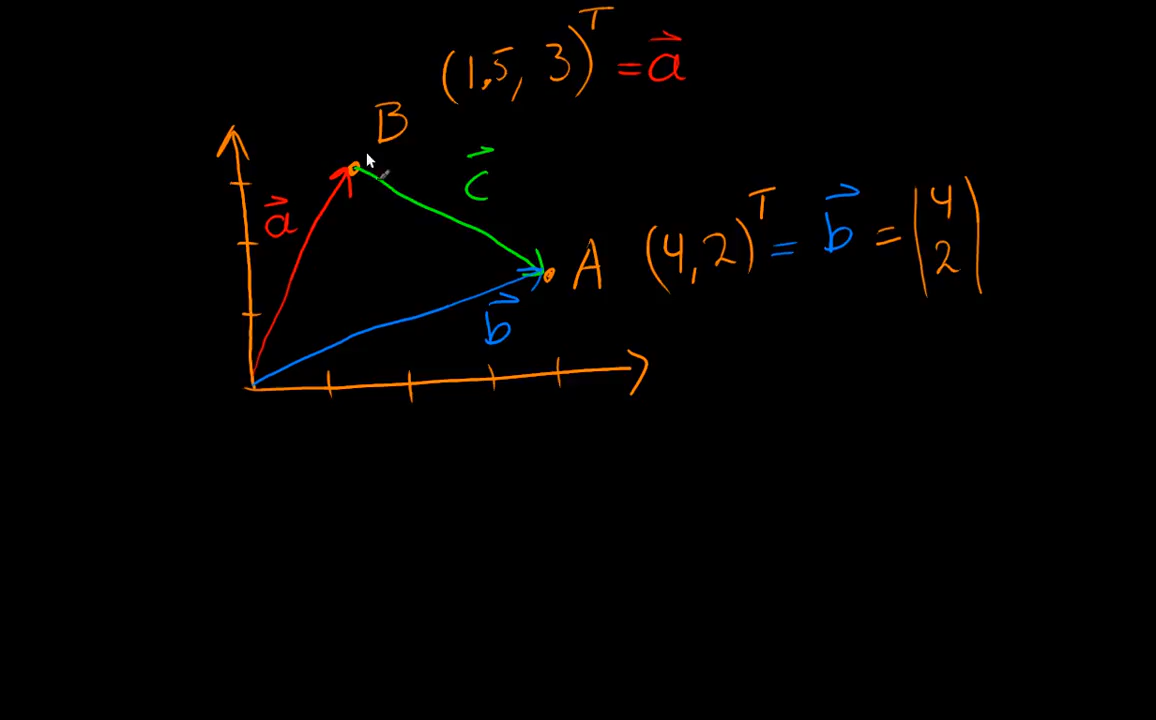 (1,5, 3)ᵀ = a⃗
B
c⃗
a⃗
A (4,2)ᵀ = b⃗ = (4
2)
b⃗